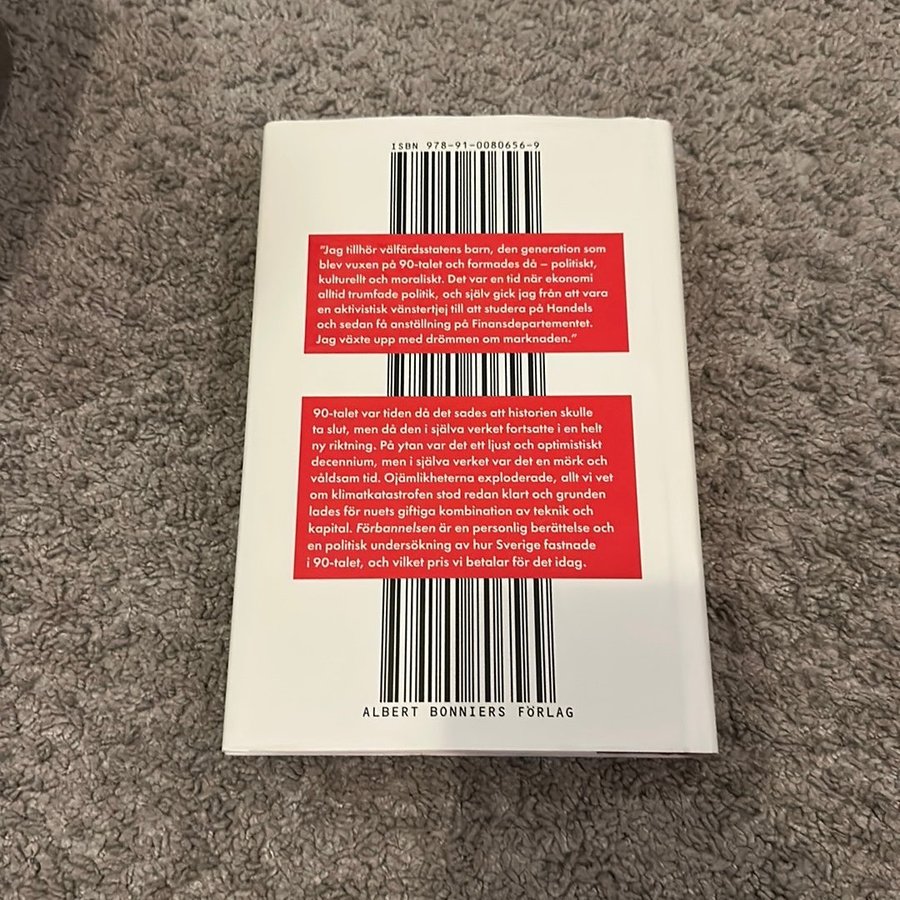 ISBN 978-91-0080656-9
"Jag tillhör välfärdsstatens barn, den generation som
blev vuxen på 90-talet och formades då – politiskt,
kulturellt och moraliskt. Det var en tid när ekonomi
alltid trumfade politik, och själv gick jag från att vara
en aktivistisk vänstertjej till att studera på Handels
och sedan få anställning på Finansdepartementet.
Jag växte upp med drömmen om marknaden."
90-talet var tiden då det sades att historien skulle
ta slut, men då den i själva verket fortsatte i en helt
ny riktning. På ytan var det ett ljust och optimistiskt
decennium, men i själva verket var det en mörk och
våldsam tid. Ojämlikheterna exploderade, allt vi vet
om klimatkatastrofen stod redan klart och grunden
lades för nuets giftiga kombination av teknik och
kapital. Förbannelsen är en personlig berättelse och
en politisk undersökning av hur Sverige fastnade
i 90-talet, och vilket pris vi betalar för det idag.
ALBERT BONNIERS FÖRLAG